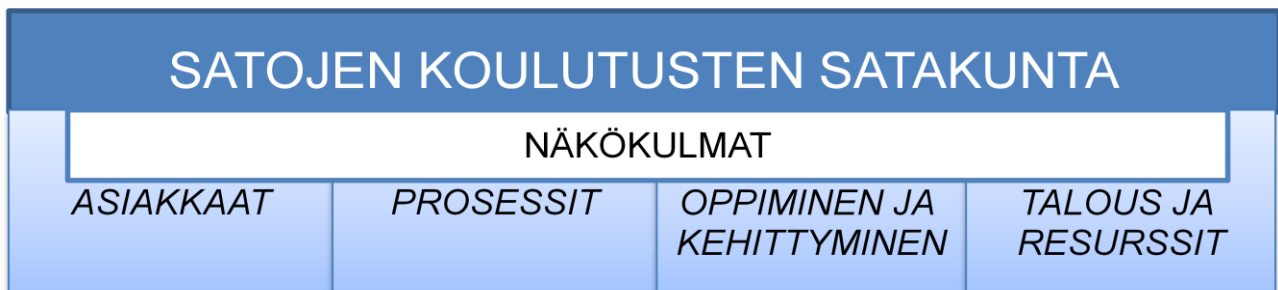 SATOJEN KOULUTUSTEN SATAKUNTA
NÄKÖKULMAT
ASIAKKAAT
PROSESSIT
OPPIMINEN JA
KEHITTYMINEN
TALOUS JA
RESURSSIT